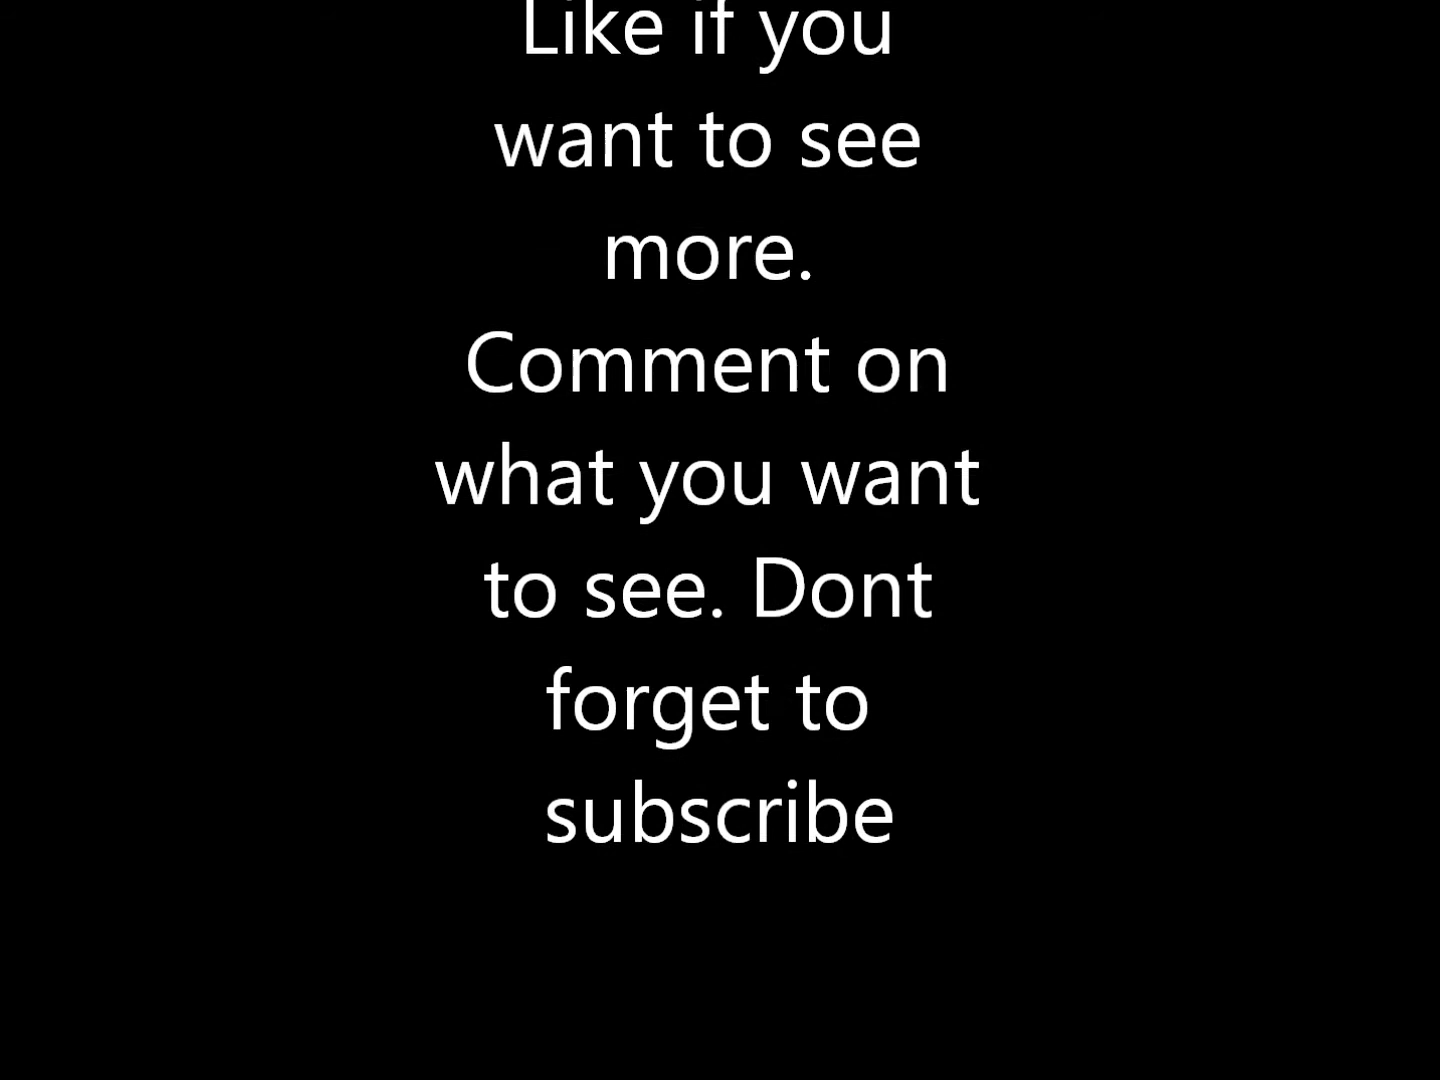 Like if you
want to see
more.
Comment on
what you want
to see. Dont
forget to
subscribe